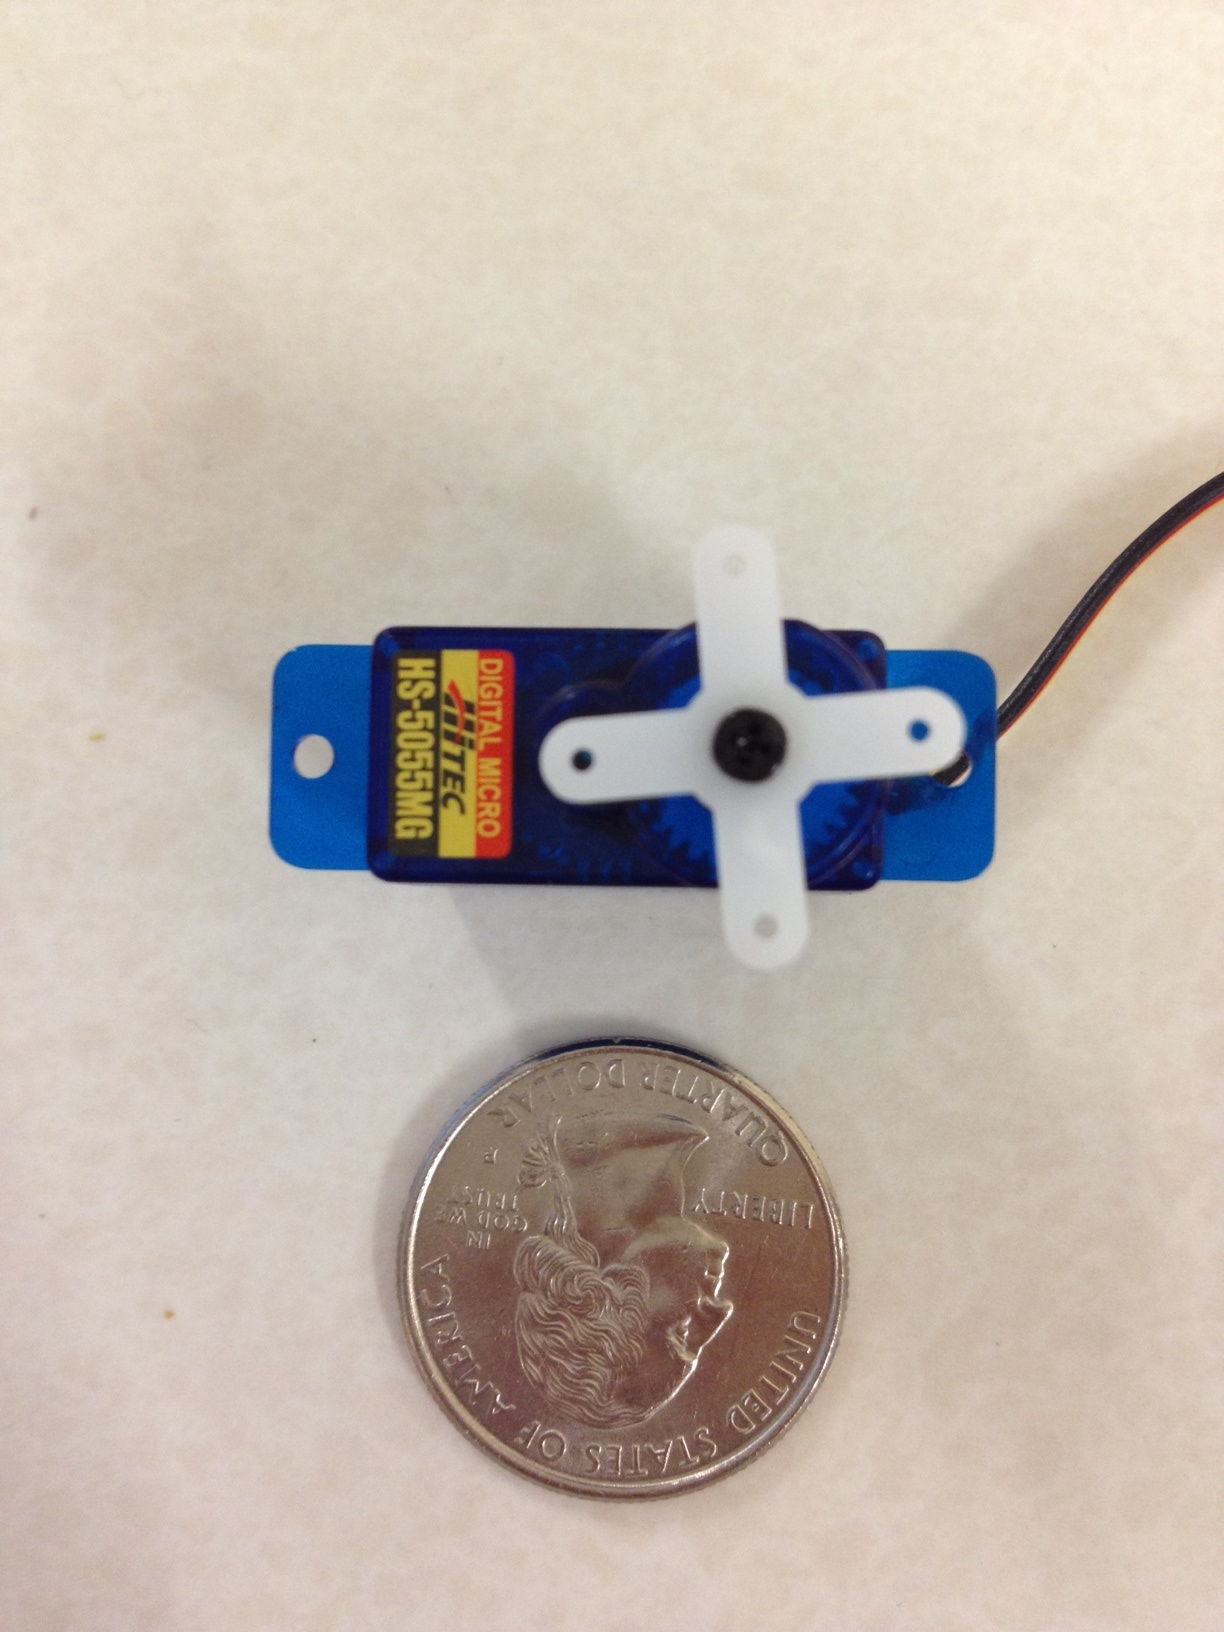 DIGITAL MICRO
HITEC
HS-5055MG
QUARTER DOLLAR
LIBERTY
IN
GOD WE
TRUST
P
UNITED STATES OF AMERICA